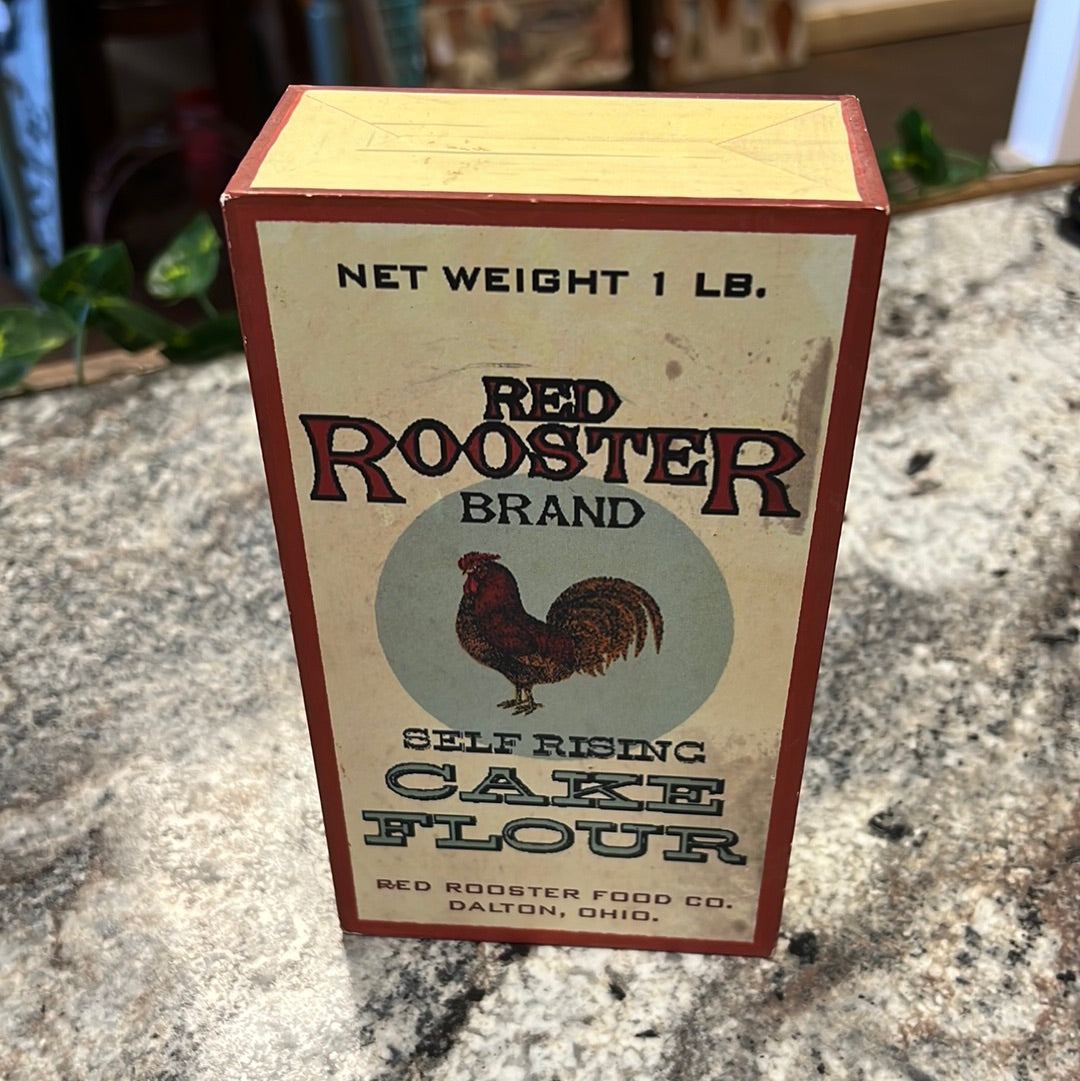 NET WEIGHT 1 LB.
RED
ROOSTER
BRAND
SELF RISING
CAKE
FLOUR
RED ROOSTER FOOD CO.
DALTON, OHIO.